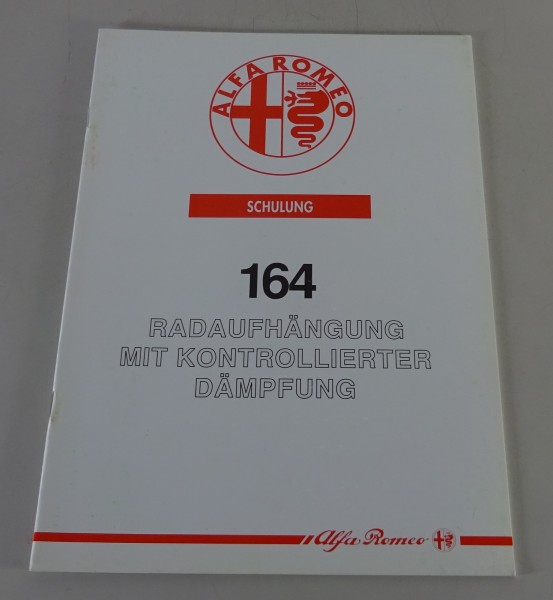 ALFA ROMEO
SCHULUNG
164
RADAUFHÄNGUNG
MIT KONTROLLIERTER
DÄMPFUNG
Alfa Romeo